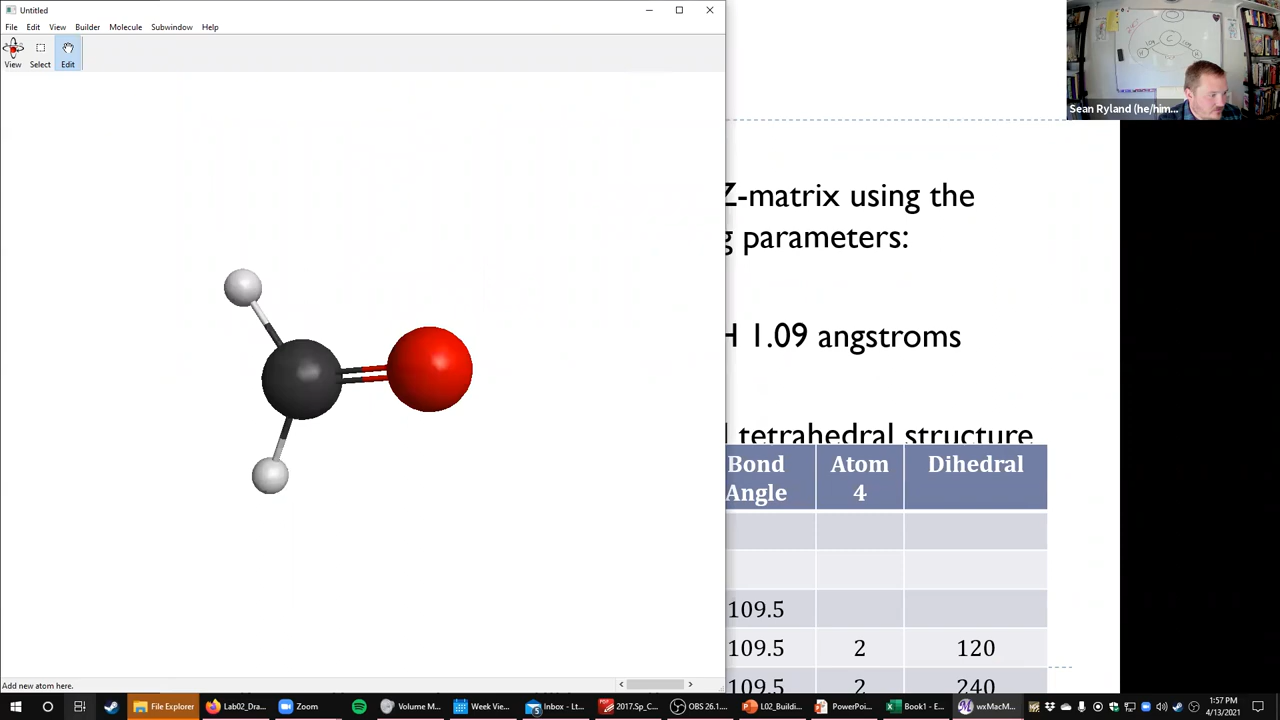 Untitled
File Edit View Builder Molecule Subwindow Help
View Select Edit
Sean Ryland (he/him...
Z-matrix using the
g parameters:
H 1.09 angstroms
tetrahedral structure
Bond Angle Atom 4 Dihedral
109.5
109.5 2 120
109.5 2 240
Add new atom here.
File Explorer Lab02_Dra... Zoom Volume M... Week View... Inbox - Lt... 2017.Sp_C... OBS 26.1... L02_Buildi... PowerPoi... Book1 - E... wxMacM... 1:57 PM
4/13/2021